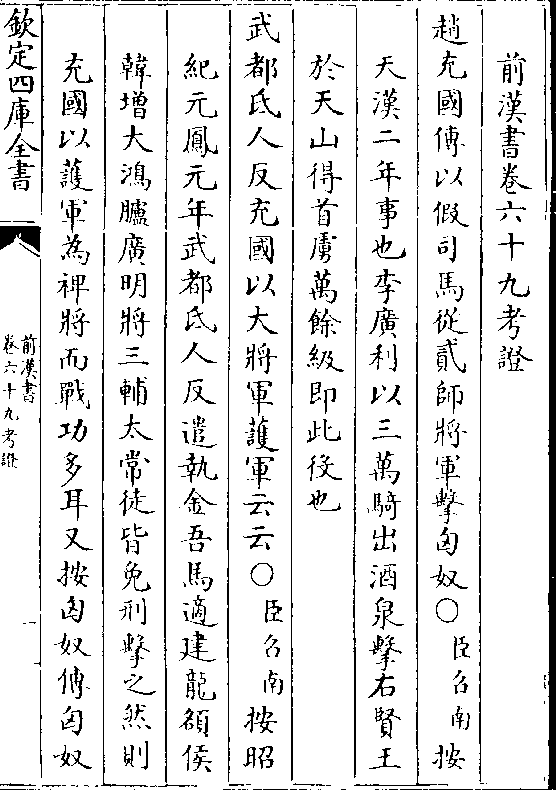 前漢書卷六十九考證
趙充國傳以假司馬從貳師將軍擊匈奴〇臣召南按
天漢二年事也李廣利以三萬騎出酒泉擊右賢王
於天山得首虜萬餘級即此役也
武都氐人反充國以大將軍護軍云云〇臣召南按昭
紀元鳳元年武都氐人反遣執金吾馬適建龍頟侯
韓增大鴻臚廣明將三輔太常徒皆免刑擊之然則
充國以護軍為裨將而戰功多耳又按匈奴傳匈奴
欽定四庫全書
前漢書
卷六十九考證
一